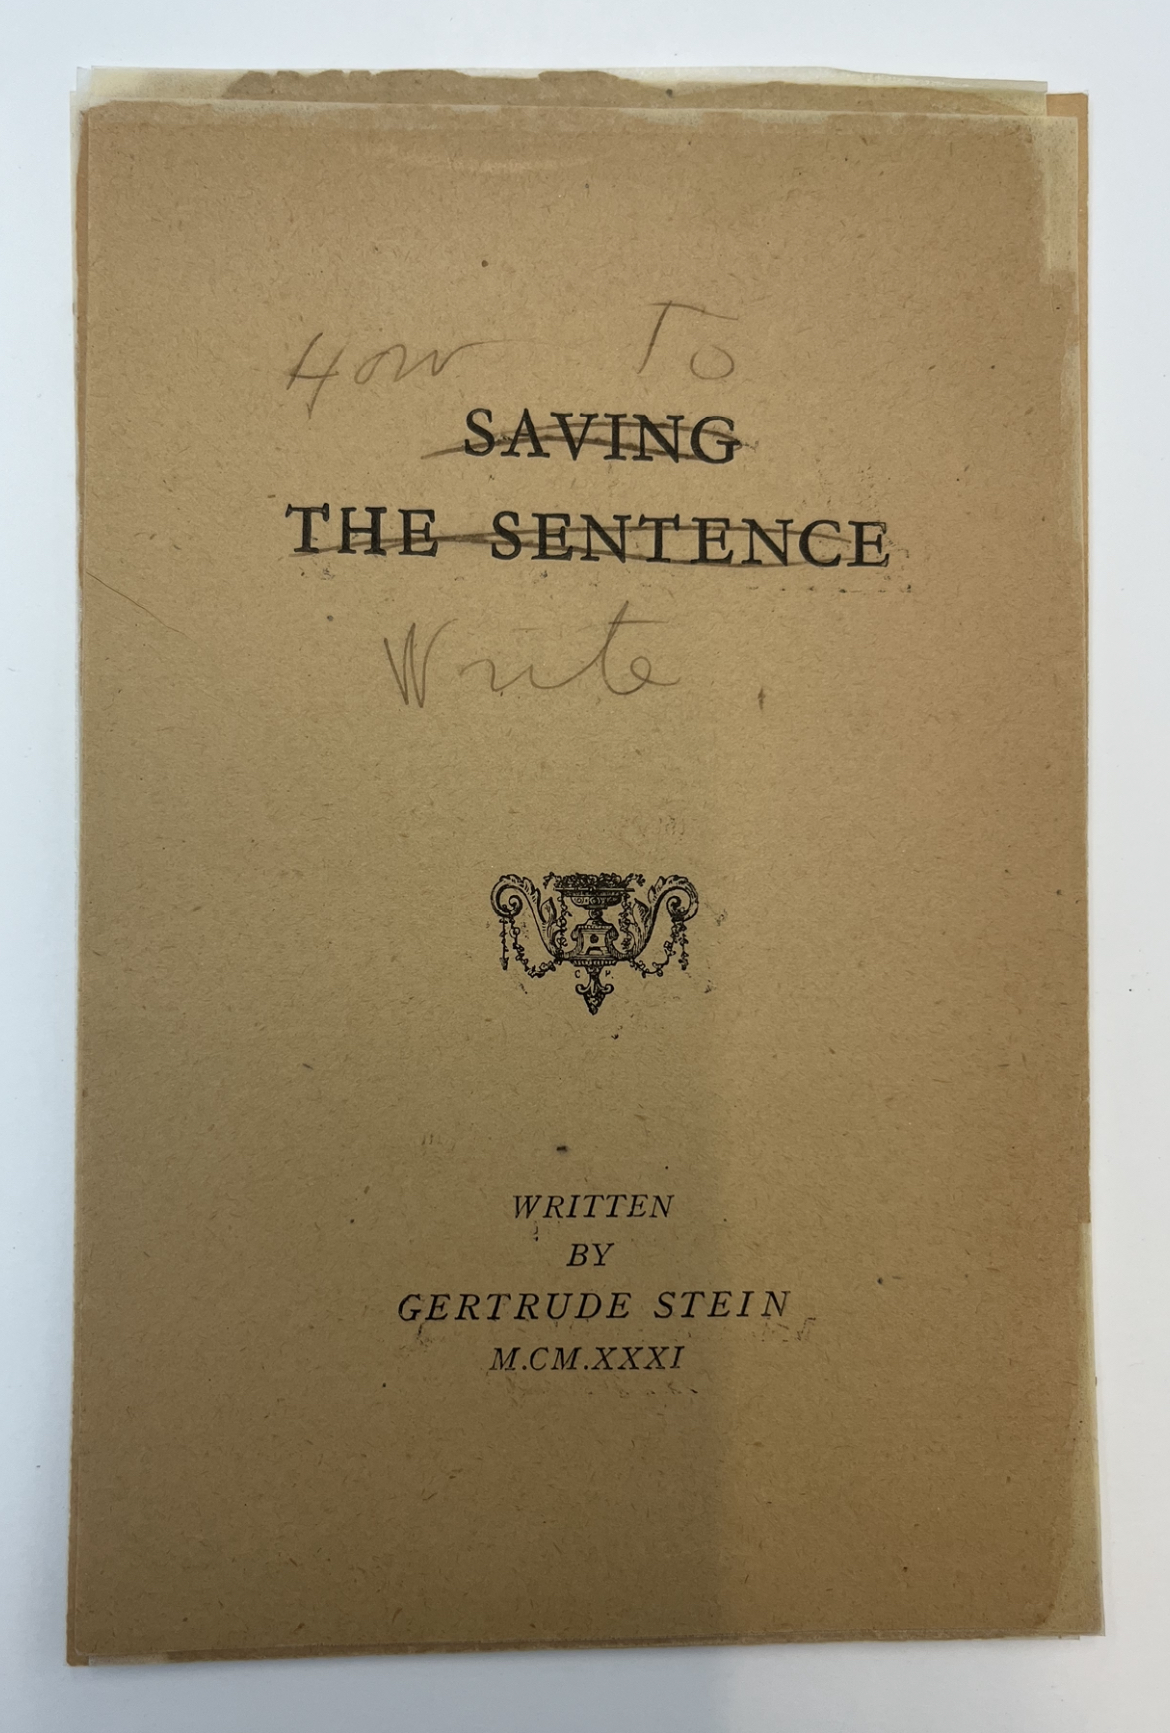 How To
SAVING
THE SENTENCE
Write
C P.
WRITTEN
BY
GERTRUDE STEIN
M.CM.XXXI